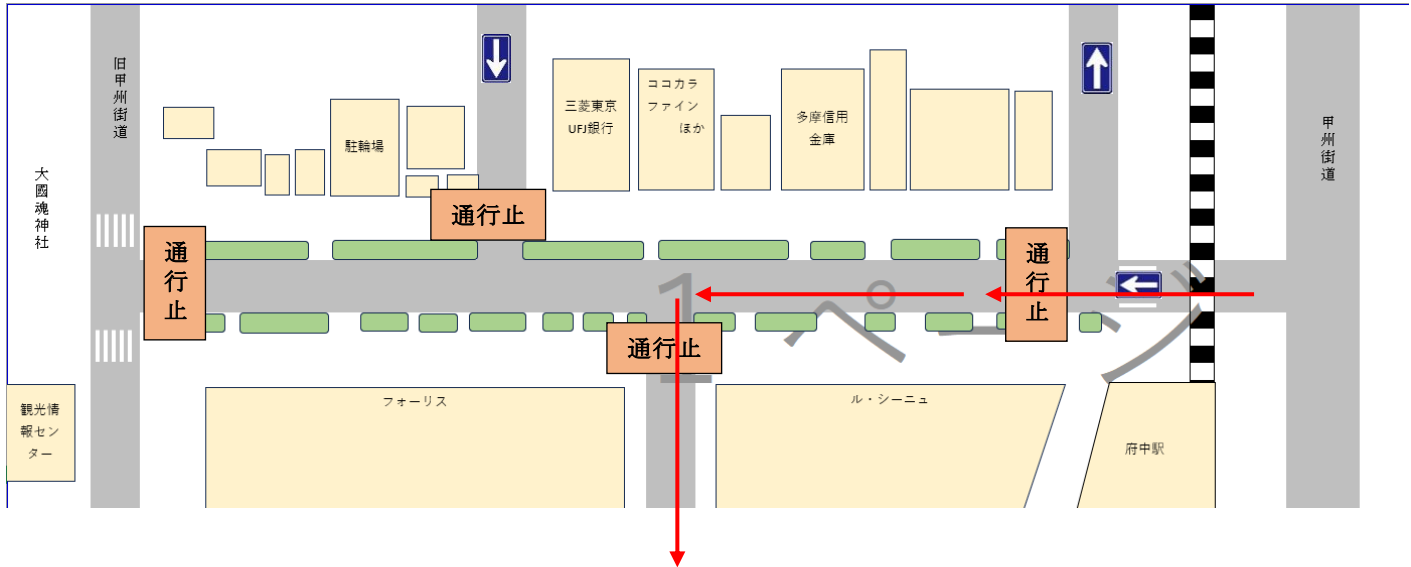 旧甲州街道
大國魂神社
駐輪場
三菱東京
UFJ銀行
ココカラ
ファイン
ほか
多摩信用
金庫
甲州街道
通行止
通行止
通行止
通行止
1 ページ
フォーリス
ル・シーニュ
府中駅
観光情
報セン
ター